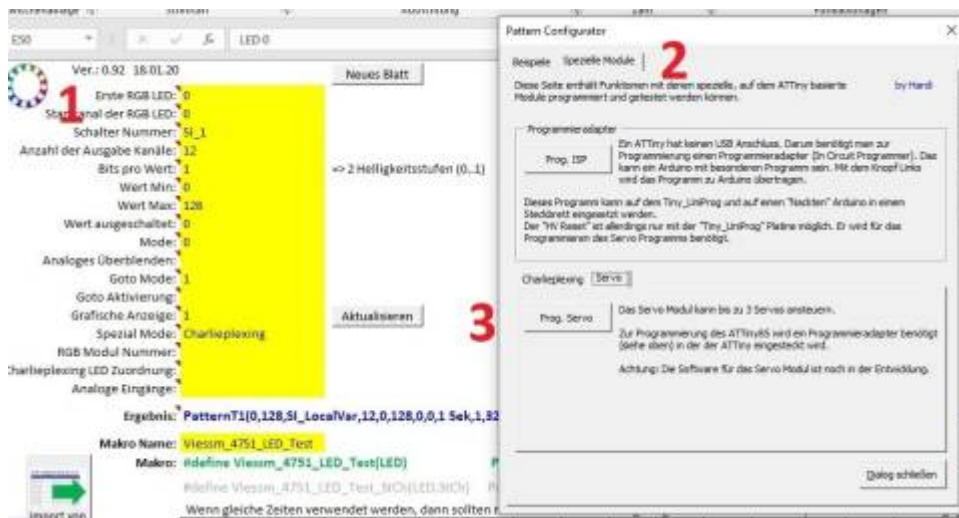 E50
LED 0
Ver.: 0.92 18.01.20
Neues Blatt
1
Erste RGB LED: 0
Startkanal der RGB LED: 0
Schalter Nummer: SI_1
Anzahl der Ausgabe Kanäle: 12
Bits pro Wert: 1
=> 2 Helligkeitsstufen (0..1)
Wert Min: 0
Wert Max: 128
Wert ausgeschaltet: 0
Mode: 0
Analoges Überblenden:
Goto Mode: 1
Goto Aktivierung:
Grafische Anzeige: 1
Aktualisieren
Spezial Mode: Charlieplexing
RGB Modul Nummer:
Charlieplexing LED Zuordnung:
Analoge Eingänge:
Ergebnis: PatternT1(0,128,SI_LocalVar,12,0,128,0,0,1 Sek,1,32
Makro Name: Viessm_4751_LED_Test
Makro: #define Viessm_4751_LED_Test(LED)
#define Viessm_4751_LED_Test_StCh(LED,StCh)
Wenn gleiche Zeiten verwendet werden, dann sollten
Import von
Pattern Configurator
2
Beispiele Spezielle Module
Diese Seite enthält Funktionen mit denen spezielle, auf dem ATTiny basierte
by Hardi
Module programmiert und getestet werden können.
Programmieradapter
Prog. ISP
Ein ATTiny hat keinen USB Anschluss. Darum benötigt man zur
Programmierung einen Programmieradapter (In Circuit Programmer). Das
kann ein Arduino mit besonderen Programm sein. Mit dem Knopf Links
wird das Programm zu Arduino übertragen.
Dieses Programm kann auf dem Tiny_UniProg und auf einen "Nackten" Arduino in einem
Steckbrett eingesetzt werden.
Der "HV Reset" ist allerdings nur mit der "Tiny_UniProg" Platine möglich. Er wird für das
Programmieren des Servo Programms benötigt.
Charlieplexing Servo
3
Prog. Servo
Das Servo Modul kann bis zu 3 Servos ansteuern.
Zur Programmierung des ATTiny85 wird ein Programmieradapter benötigt
(siehe oben) in der der ATTiny eingesteckt wird.
Achtung: Die Software für das Servo Modul ist noch in der Entwicklung.
Dialog schließen